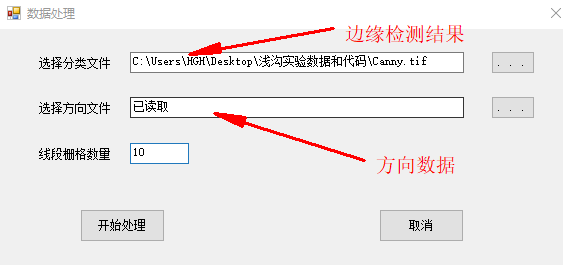 数据处理
边缘检测结果
选择分类文件 C:\Users\HGH\Desktop\浅沟实验数据和代码\Canny.tif ...
选择方向文件 已读取 ...
线段栅格数量 10
方向数据
开始处理 取消